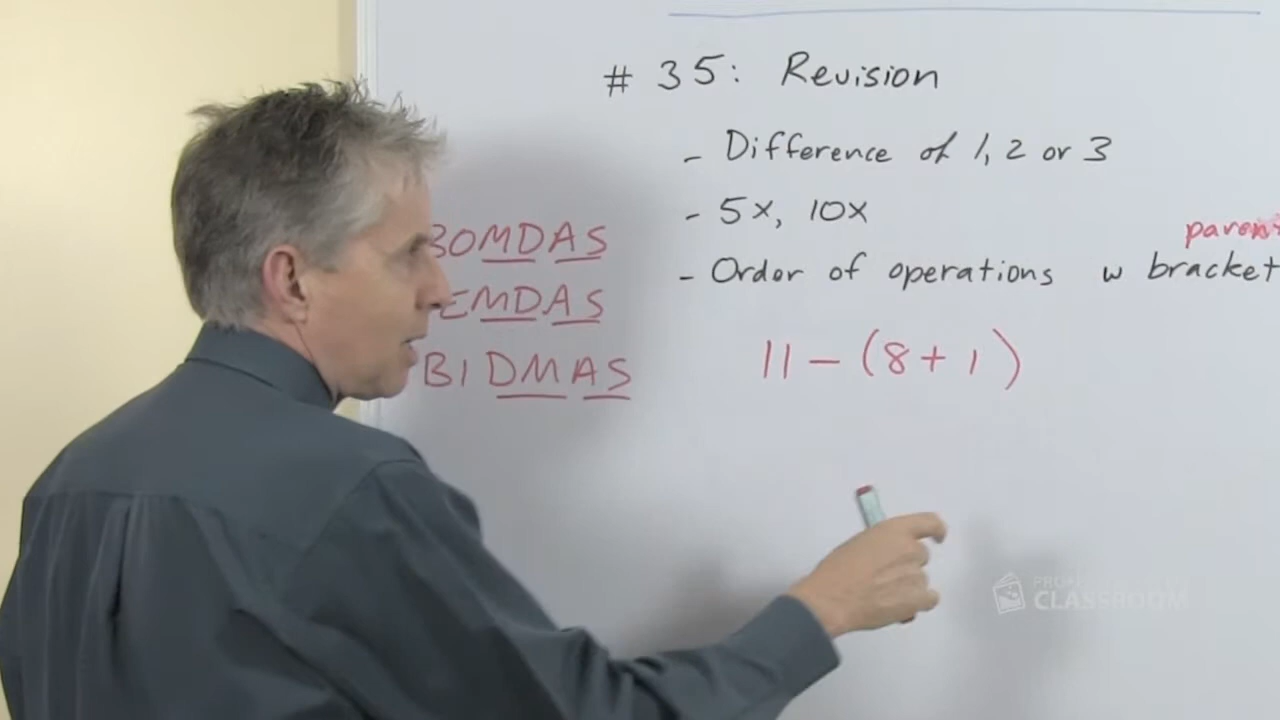 # 35: Revision
- Difference of 1, 2 or 3
- 5x, 10x
- Order of operations w bracket
BOMDAS
EMDAS
BIDMAS
11 - (8 + 1)
CLASSROOM